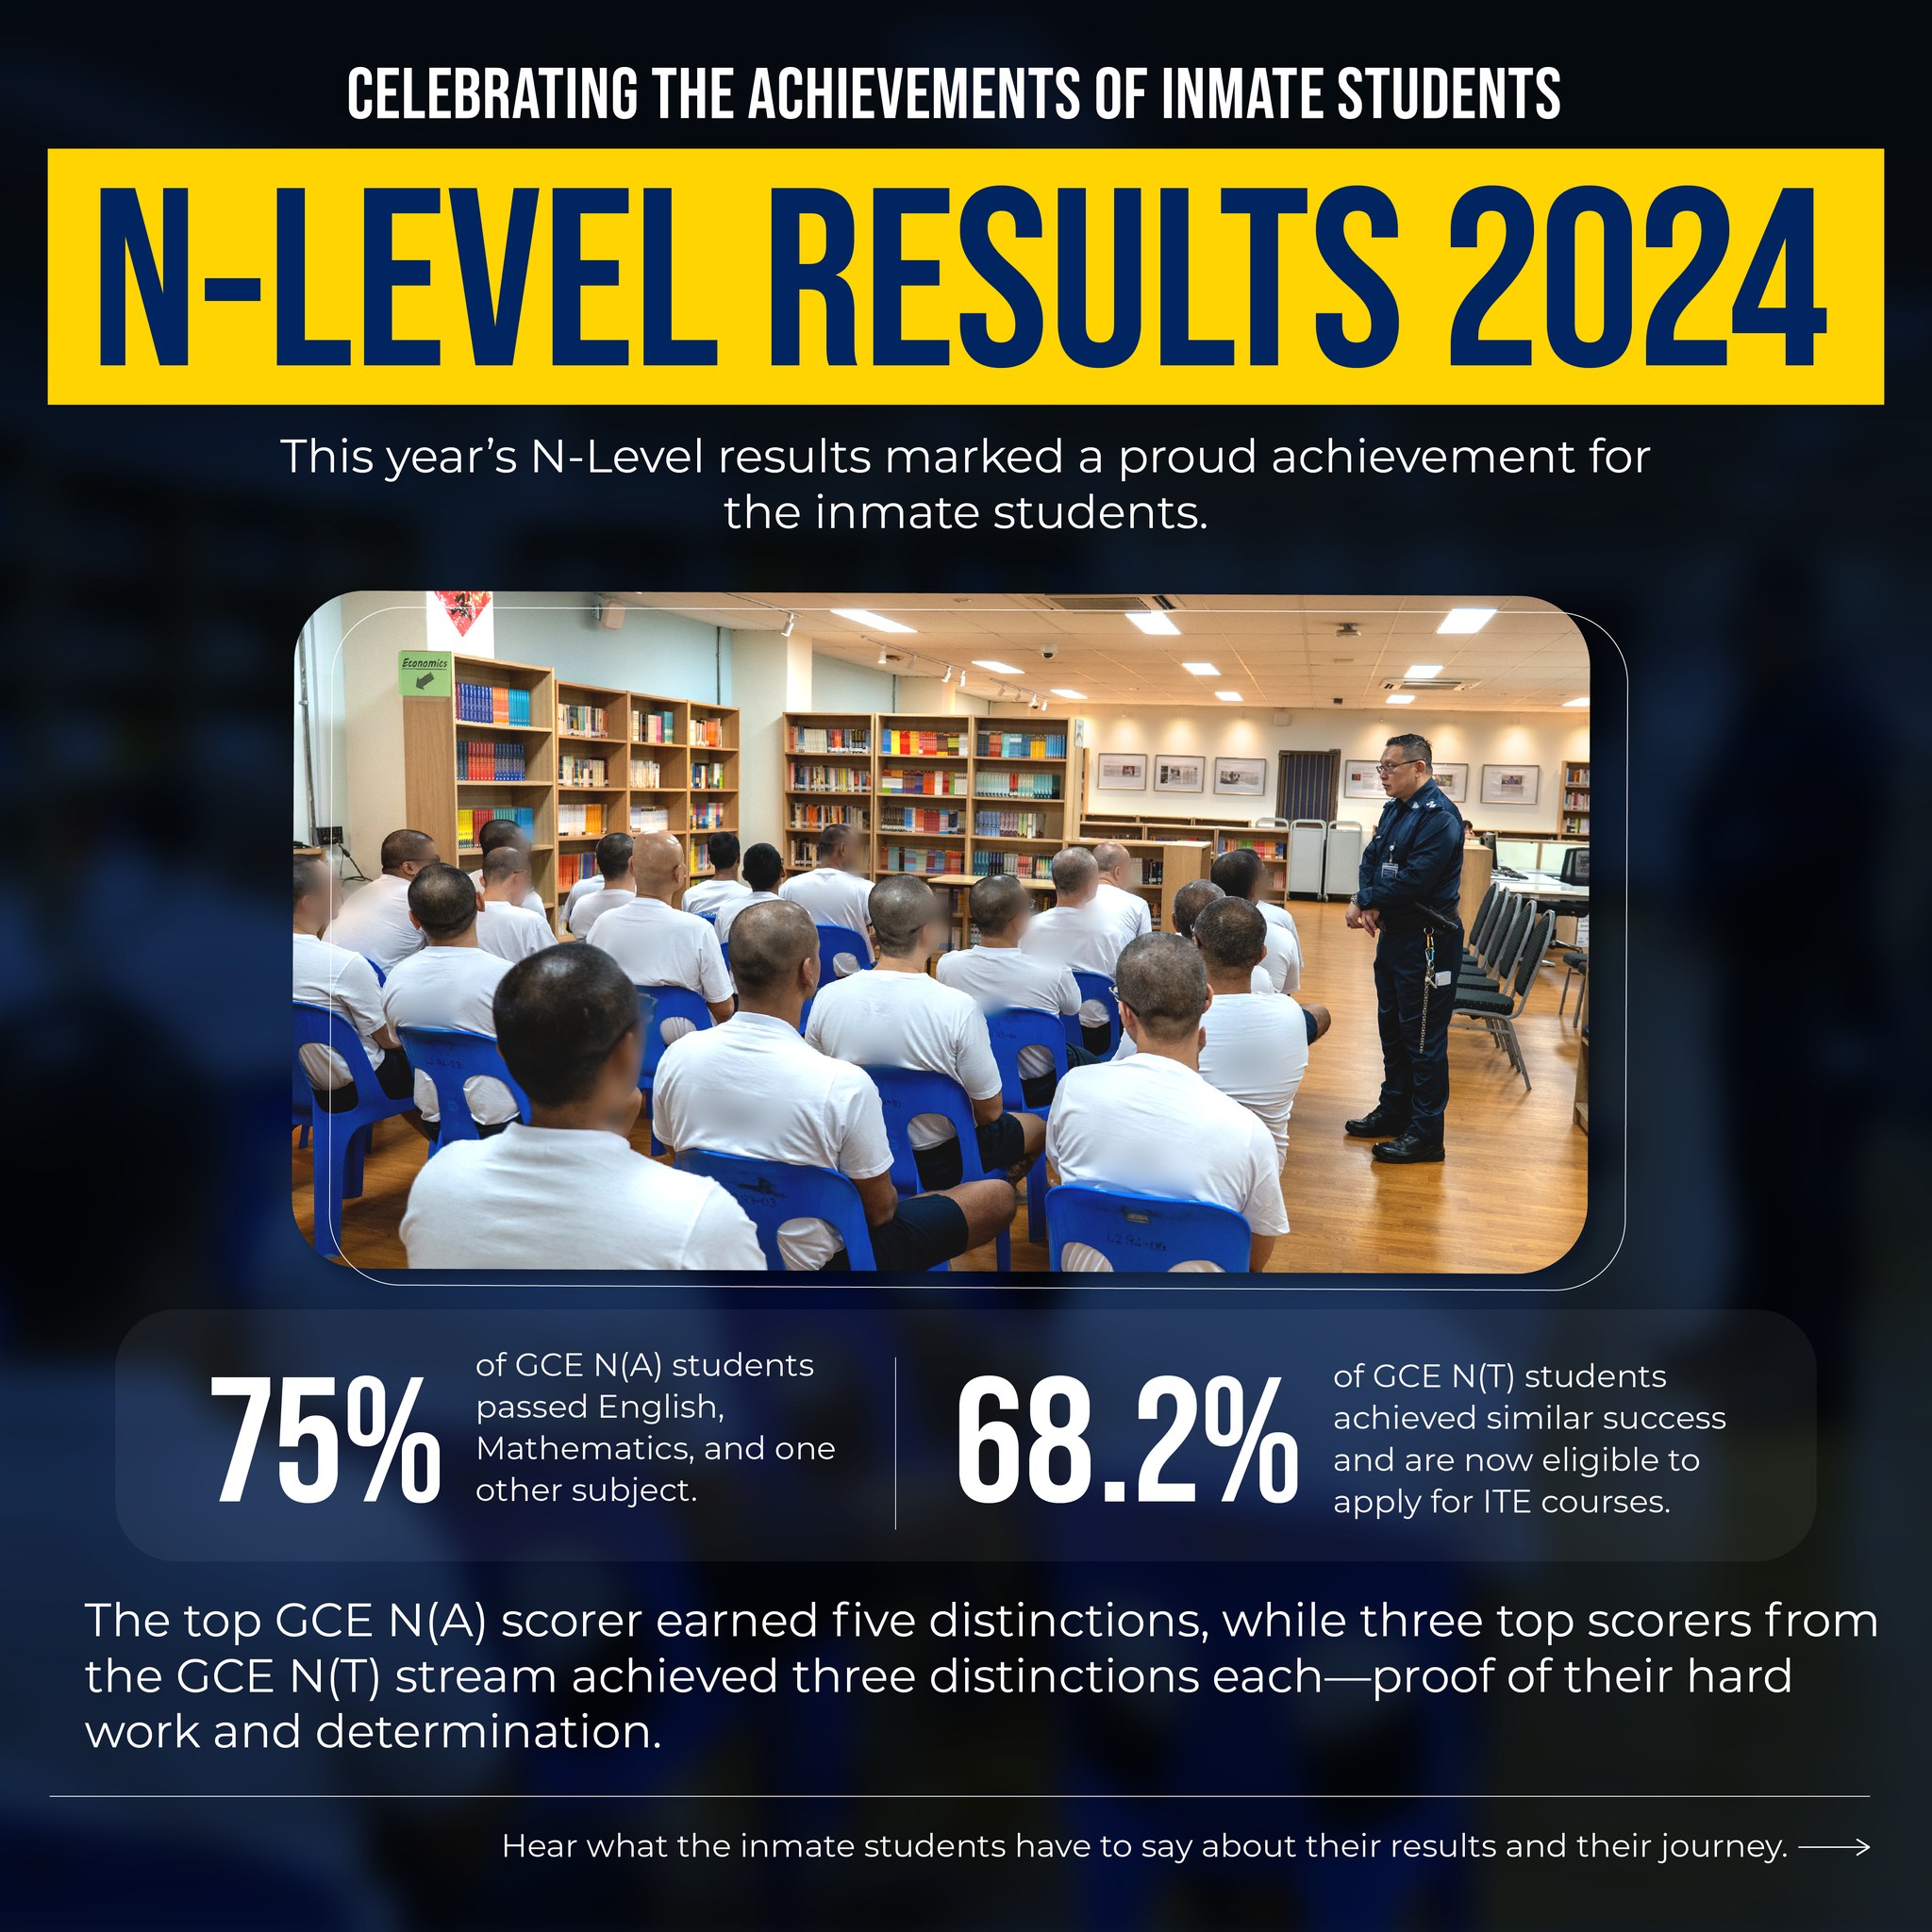 CELEBRATING THE ACHIEVEMENTS OF INMATE STUDENTS
N-LEVEL RESULTS 2024
This year’s N-Level results marked a proud achievement for
the inmate students.
Economics
75%
of GCE N(A) students
passed English,
Mathematics, and one
other subject.
68.2%
of GCE N(T) students
achieved similar success
and are now eligible to
apply for ITE courses.
The top GCE N(A) scorer earned five distinctions, while three top scorers from
the GCE N(T) stream achieved three distinctions each—proof of their hard
work and determination.
Hear what the inmate students have to say about their results and their journey.